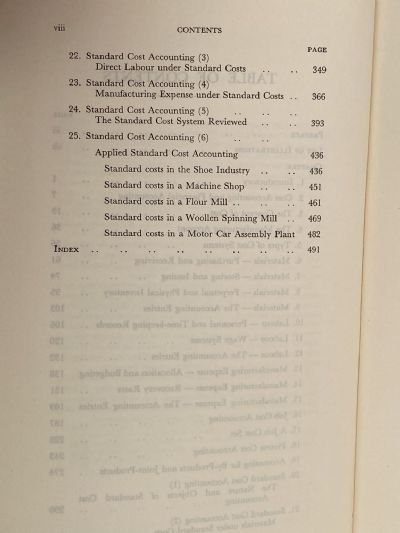 viii
CONTENTS
PAGE
22. Standard Cost Accounting (3)
Direct Labour under Standard Costs .. .. 349
23. Standard Cost Accounting (4)
Manufacturing Expense under Standard Costs .. 366
24. Standard Cost Accounting (5)
The Standard Cost System Reviewed .. .. 393
25. Standard Cost Accounting (6)
Applied Standard Cost Accounting 436
Standard costs in the Shoe Industry .. .. 436
Standard costs in a Machine Shop .. .. 451
Standard costs in a Flour Mill .. .. .. 461
Standard costs in a Woollen Spinning Mill .. 469
Standard costs in a Motor Car Assembly Plant 482
INDEX .. .. .. .. .. .. .. .. 491